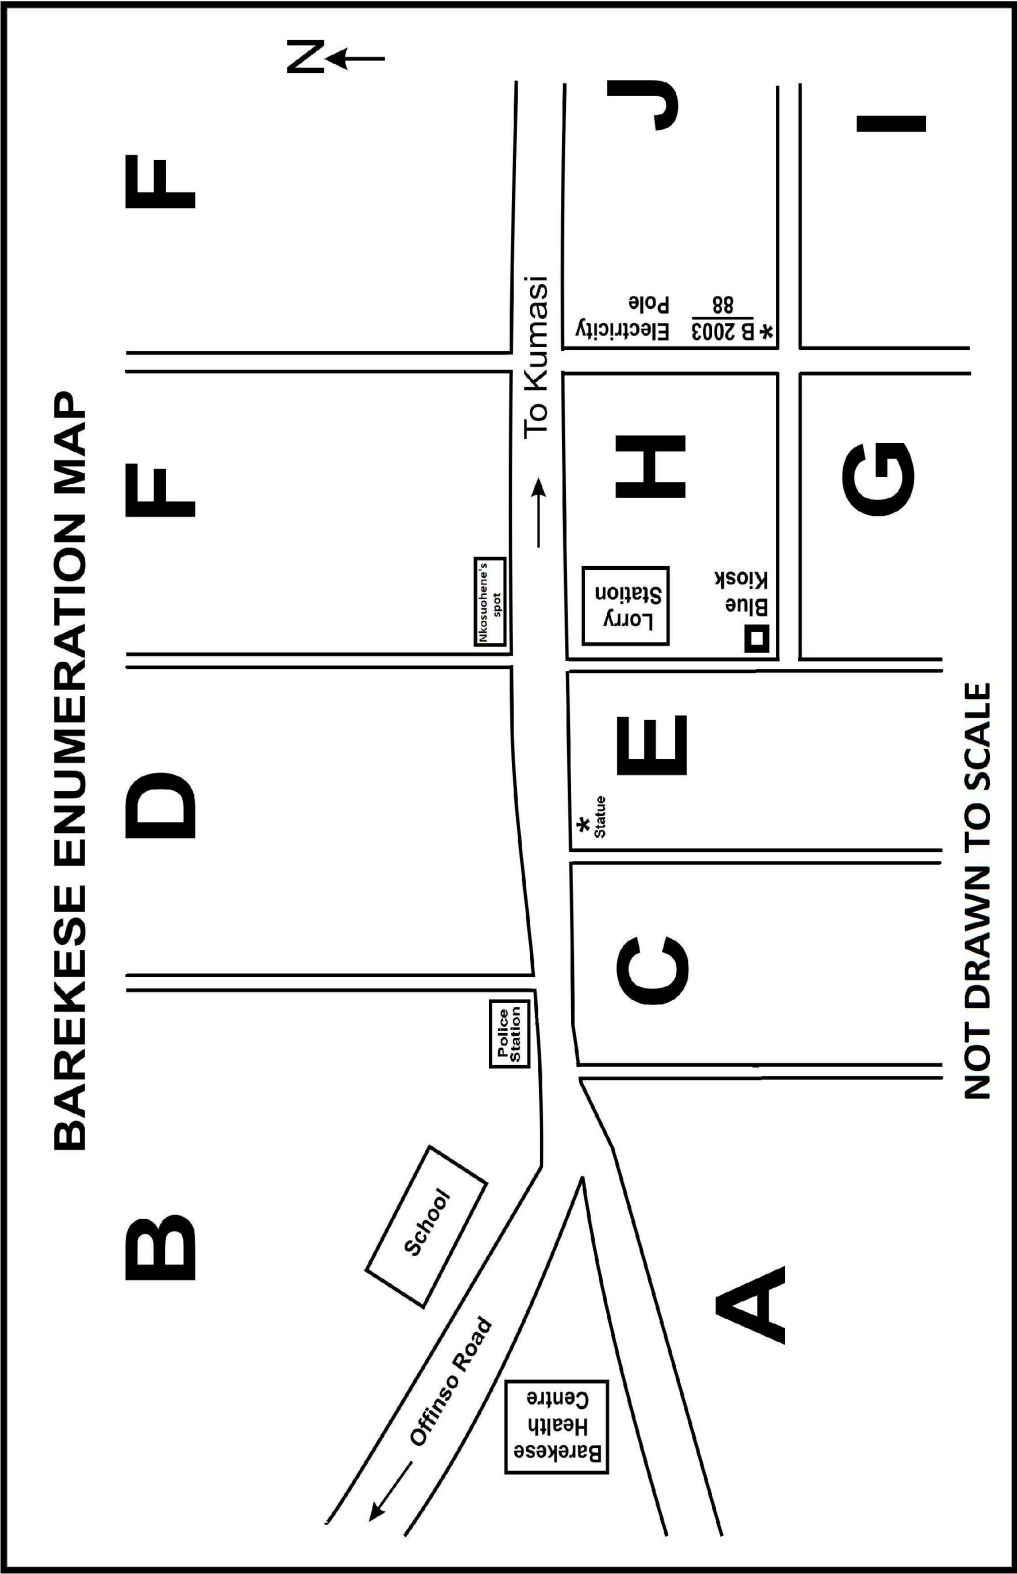 BAREKESE ENUMERATION MAP
N
B
D
F
F
School
Police
Station
Nkosuohene's
spot
Offinso Road
To Kumasi
Barekese
Health
Centre
A
C
*
Statue
E
Lorry
Station
H
Blue
Kiosk
Electricity
Pole
* B 2003
88
J
G
I
NOT DRAWN TO SCALE